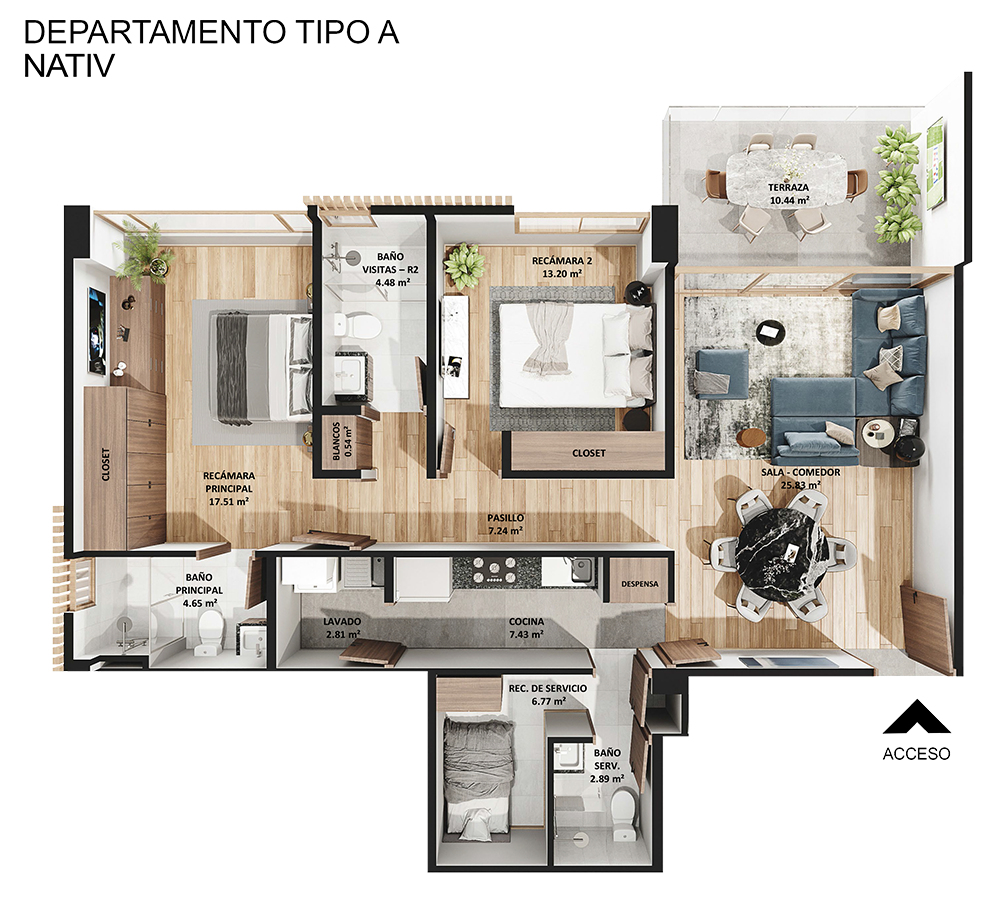 DEPARTAMENTO TIPO A
NATIV
TERRAZA
10.44 m²
BAÑO
VISITAS – R2
4.48 m²
RECÁMARA 2
13.20 m²
BLANCOS
0.54 m²
CLOSET
CLOSET
RECÁMARA
PRINCIPAL
17.51 m²
SALA - COMEDOR
25.83 m²
PASILLO
7.24 m²
BAÑO
PRINCIPAL
4.65 m²
DESPENSA
LAVADO
2.81 m²
COCINA
7.43 m²
REC. DE SERVICIO
6.77 m²
BAÑO
SERV.
2.89 m²
ACCESO